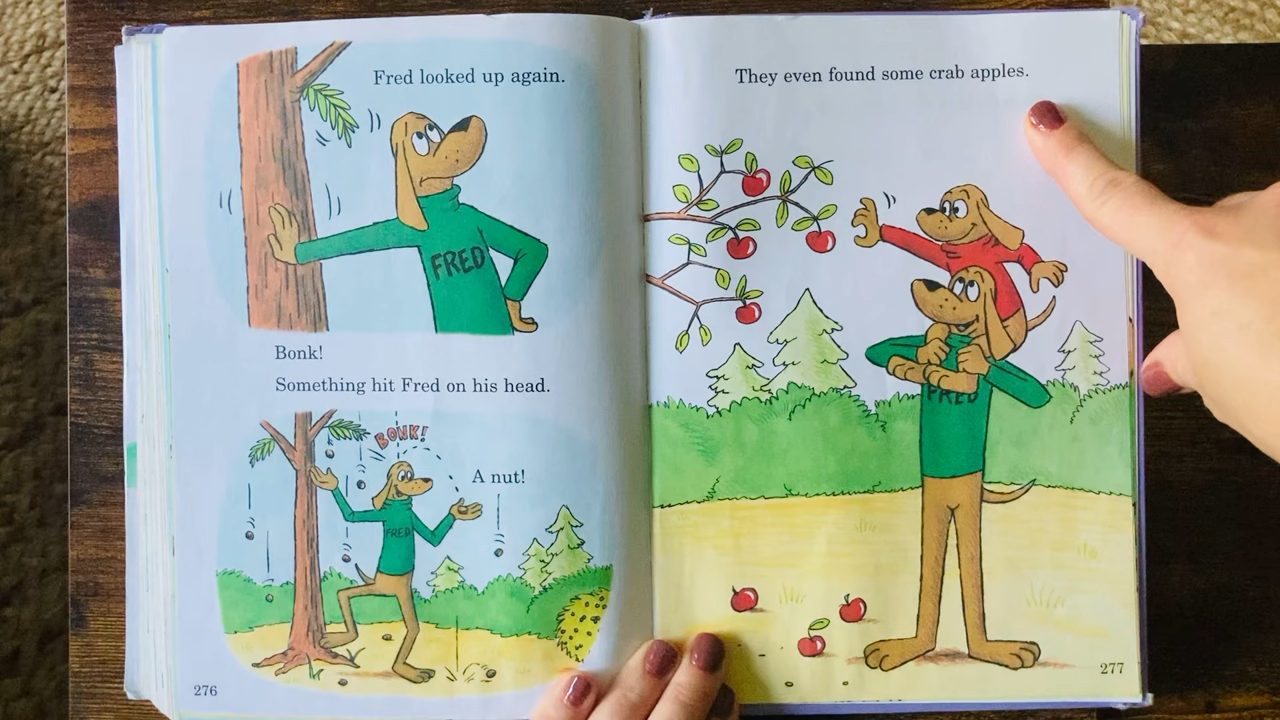 Fred looked up again.
FRED
Bonk!
Something hit Fred on his head.
BONK!
A nut!
FRED
276
They even found some crab apples.
FRED
277